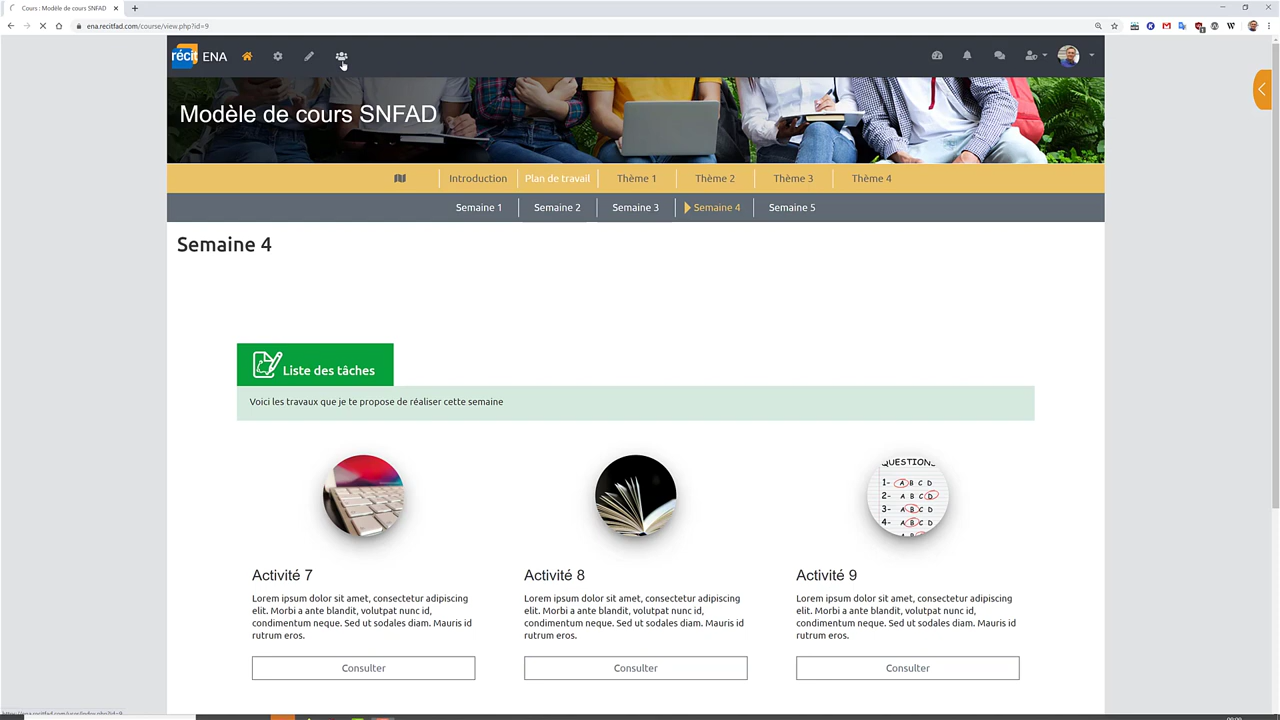 Cours : Modèle de cours SNFAD
ena.recitfad.com/course/view.php?id=9
récit ENA
Modèle de cours SNFAD
Introduction Plan de travail Thème 1 Thème 2 Thème 3 Thème 4
Semaine 1 Semaine 2 Semaine 3 Semaine 4 Semaine 5
Semaine 4
Liste des tâches
Voici les travaux que je te propose de réaliser cette semaine
QUESTION
1- A B C D
2- A B C D
3- A B C D
4- A B C D
Activité 7
Lorem ipsum dolor sit amet, consectetur adipiscing
elit. Morbi a ante blandit, volutpat nunc id,
condimentum neque. Sed ut sodales diam. Mauris id
rutrum eros.
Consulter
Activité 8
Lorem ipsum dolor sit amet, consectetur adipiscing
elit. Morbi a ante blandit, volutpat nunc id,
condimentum neque. Sed ut sodales diam. Mauris id
rutrum eros.
Consulter
Activité 9
Lorem ipsum dolor sit amet, consectetur adipiscing
elit. Morbi a ante blandit, volutpat nunc id,
condimentum neque. Sed ut sodales diam. Mauris id
rutrum eros.
Consulter